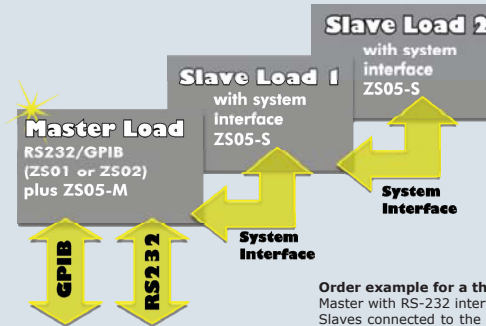 Slave Load 2
with system
interface
ZS05-S
Slave Load 1
with system
Interface
ZS05-S
Master Load
RS232/GPIB
(ZS01 or ZS02)
plus ZS05-M
System
Interface
System
Interface
GPIB
RS232
Order example for a th
Master with RS-232 inter
Slaves connected to the